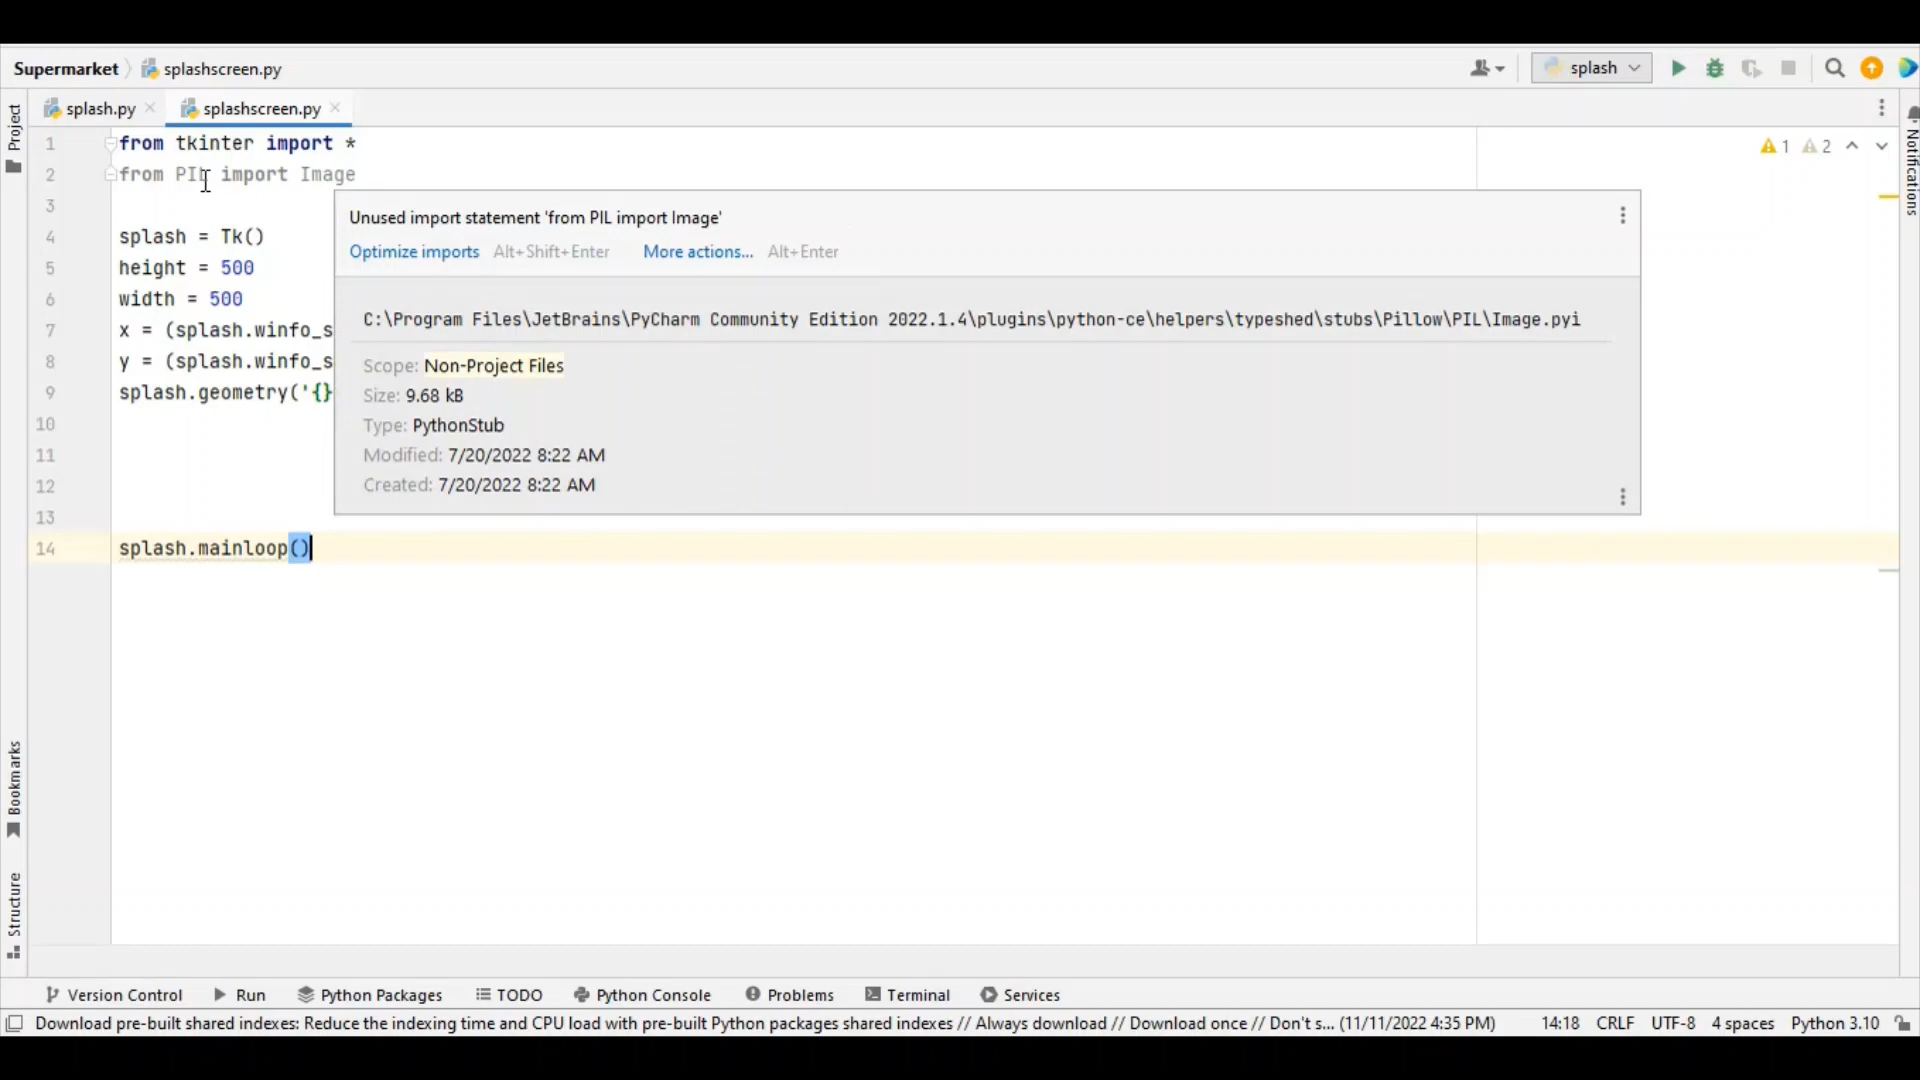 Supermarket splashscreen.py splash
splash.py splashscreen.py
Project
Notifications
Bookmarks
Structure
1 from tkinter import * 1 2
2 from PIL import Image
3
4 splash = Tk()
5 height = 500
6 width = 500
7 x = (splash.winfo_s
8 y = (splash.winfo_s
9 splash.geometry('{}
10
11
12
13
14 splash.mainloop()
Unused import statement 'from PIL import Image'
Optimize imports Alt+Shift+Enter More actions... Alt+Enter
C:\Program Files\JetBrains\PyCharm Community Edition 2022.1.4\plugins\python-ce\helpers\typeshed\stubs\Pillow\PIL\Image.pyi
Scope: Non-Project Files
Size: 9.68 kB
Type: PythonStub
Modified: 7/20/2022 8:22 AM
Created: 7/20/2022 8:22 AM
Version Control Run Python Packages TODO Python Console Problems Terminal Services
Download pre-built shared indexes: Reduce the indexing time and CPU load with pre-built Python packages shared indexes // Always download // Download once // Don't s... (11/11/2022 4:35 PM) 14:18 CRLF UTF-8 4 spaces Python 3.10